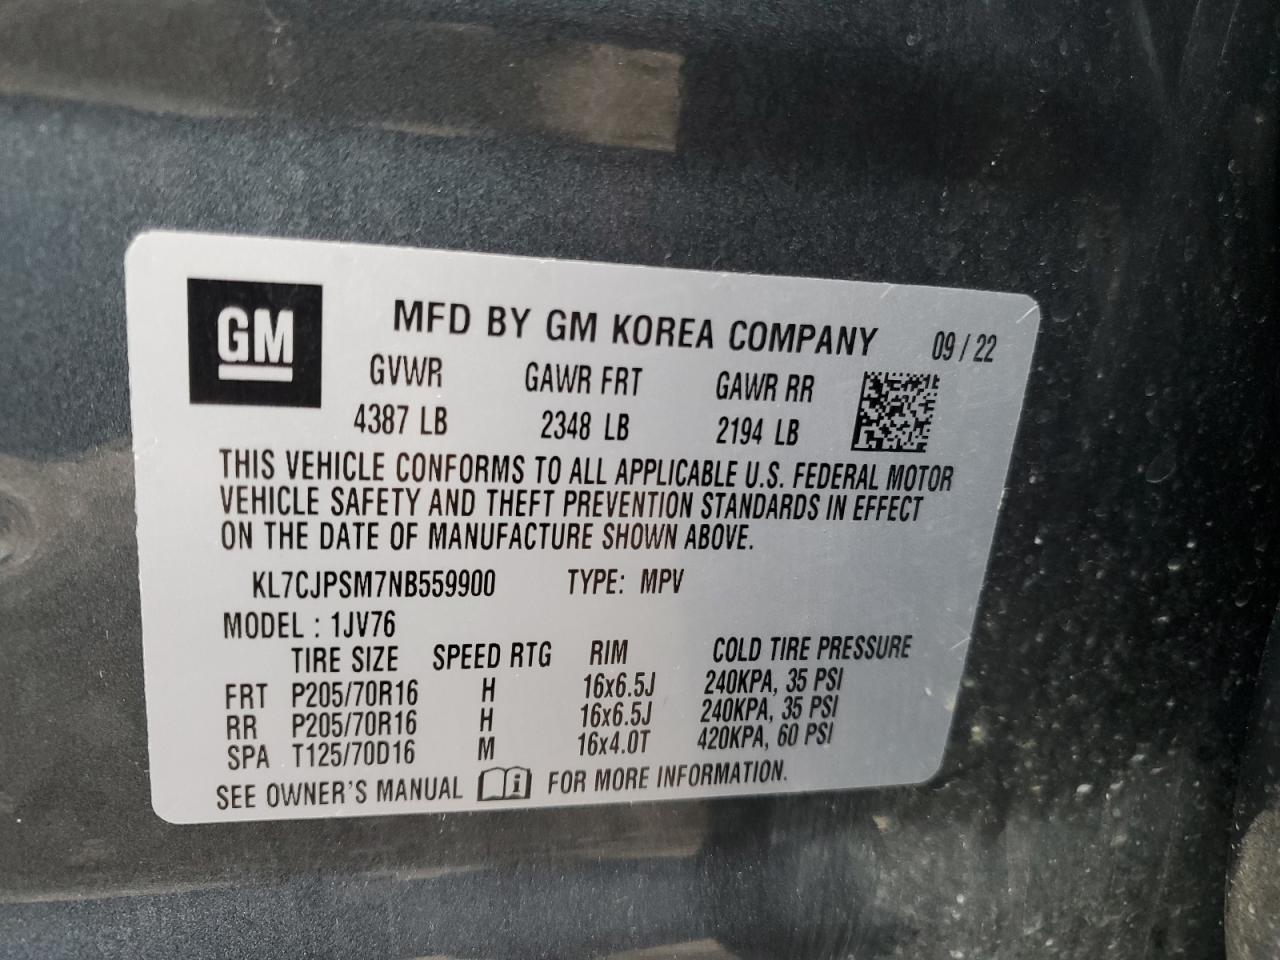 GM
MFD BY GM KOREA COMPANY 09 / 22
GVWR GAWR FRT GAWR RR
4387 LB 2348 LB 2194 LB
THIS VEHICLE CONFORMS TO ALL APPLICABLE U.S. FEDERAL MOTOR
VEHICLE SAFETY AND THEFT PREVENTION STANDARDS IN EFFECT
ON THE DATE OF MANUFACTURE SHOWN ABOVE.
KL7CJPSM7NB559900 TYPE: MPV
MODEL : 1JV76
TIRE SIZE SPEED RTG RIM COLD TIRE PRESSURE
FRT P205/70R16 H 16x6.5J 240KPA, 35 PSI
RR P205/70R16 H 16x6.5J 240KPA, 35 PSI
SPA T125/70D16 M 16x4.0T 420KPA, 60 PSI
SEE OWNER'S MANUAL i FOR MORE INFORMATION.